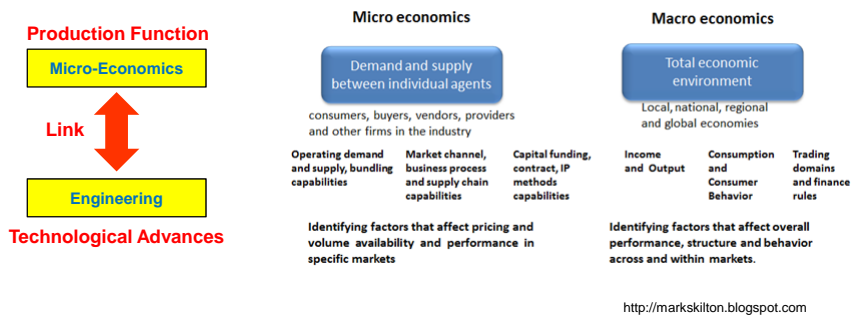 Production Function
Micro-Economics
Link
Engineering
Technological Advances
Micro economics
Demand and supply
between individual agents
consumers, buyers, vendors, providers
and other firms in the industry
Operating demand
and supply, bundling
capabilities
Market channel,
business process
and supply chain
capabilities
Capital funding,
contract, IP
methods
capabilities
Identifying factors that affect pricing and
volume availability and performance in
specific markets
Macro economics
Total economic
environment
Local, national, regional
and global economies
Income
and Output
Consumption
and
Consumer
Behavior
Trading
domains
and finance
rules
Identifying factors that affect overall
performance, structure and behavior
across and within markets.
http://markskilton.blogspot.com